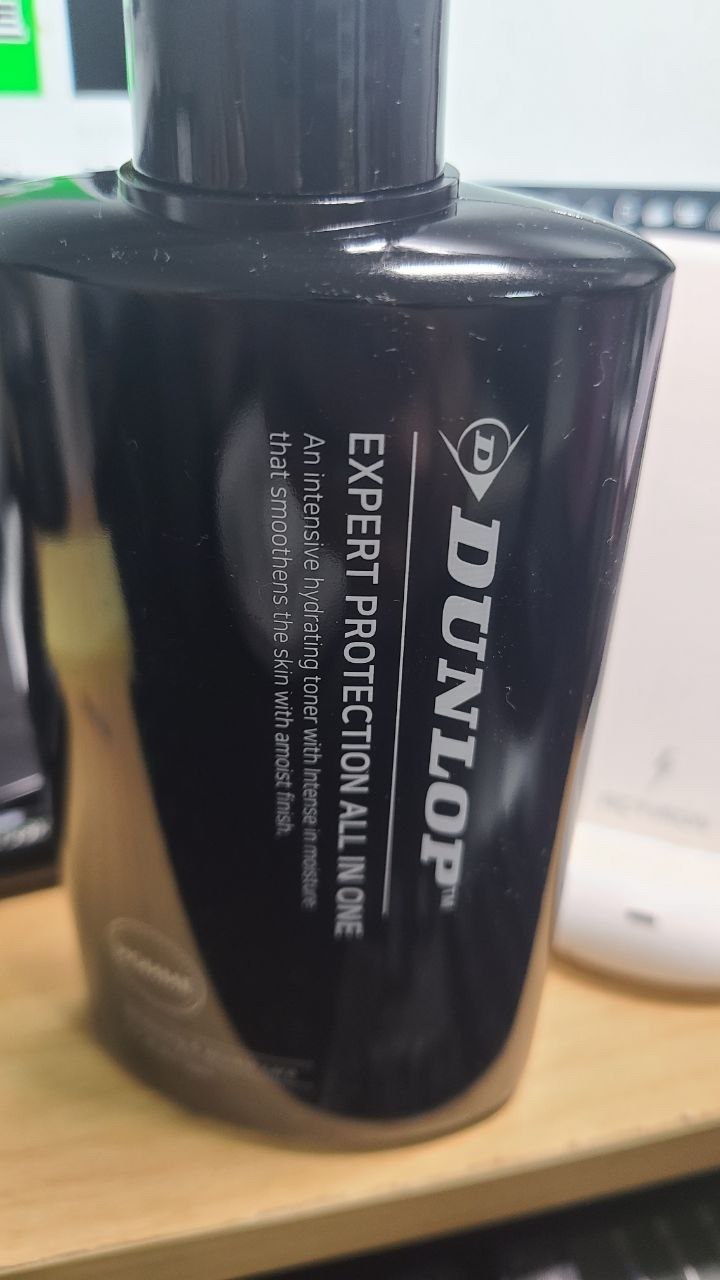 D DUNLOP™
EXPERT PROTECTION ALL IN ONE
An intensive hydrating toner with Intense in moisture
that smoothens the skin with amoist finish.